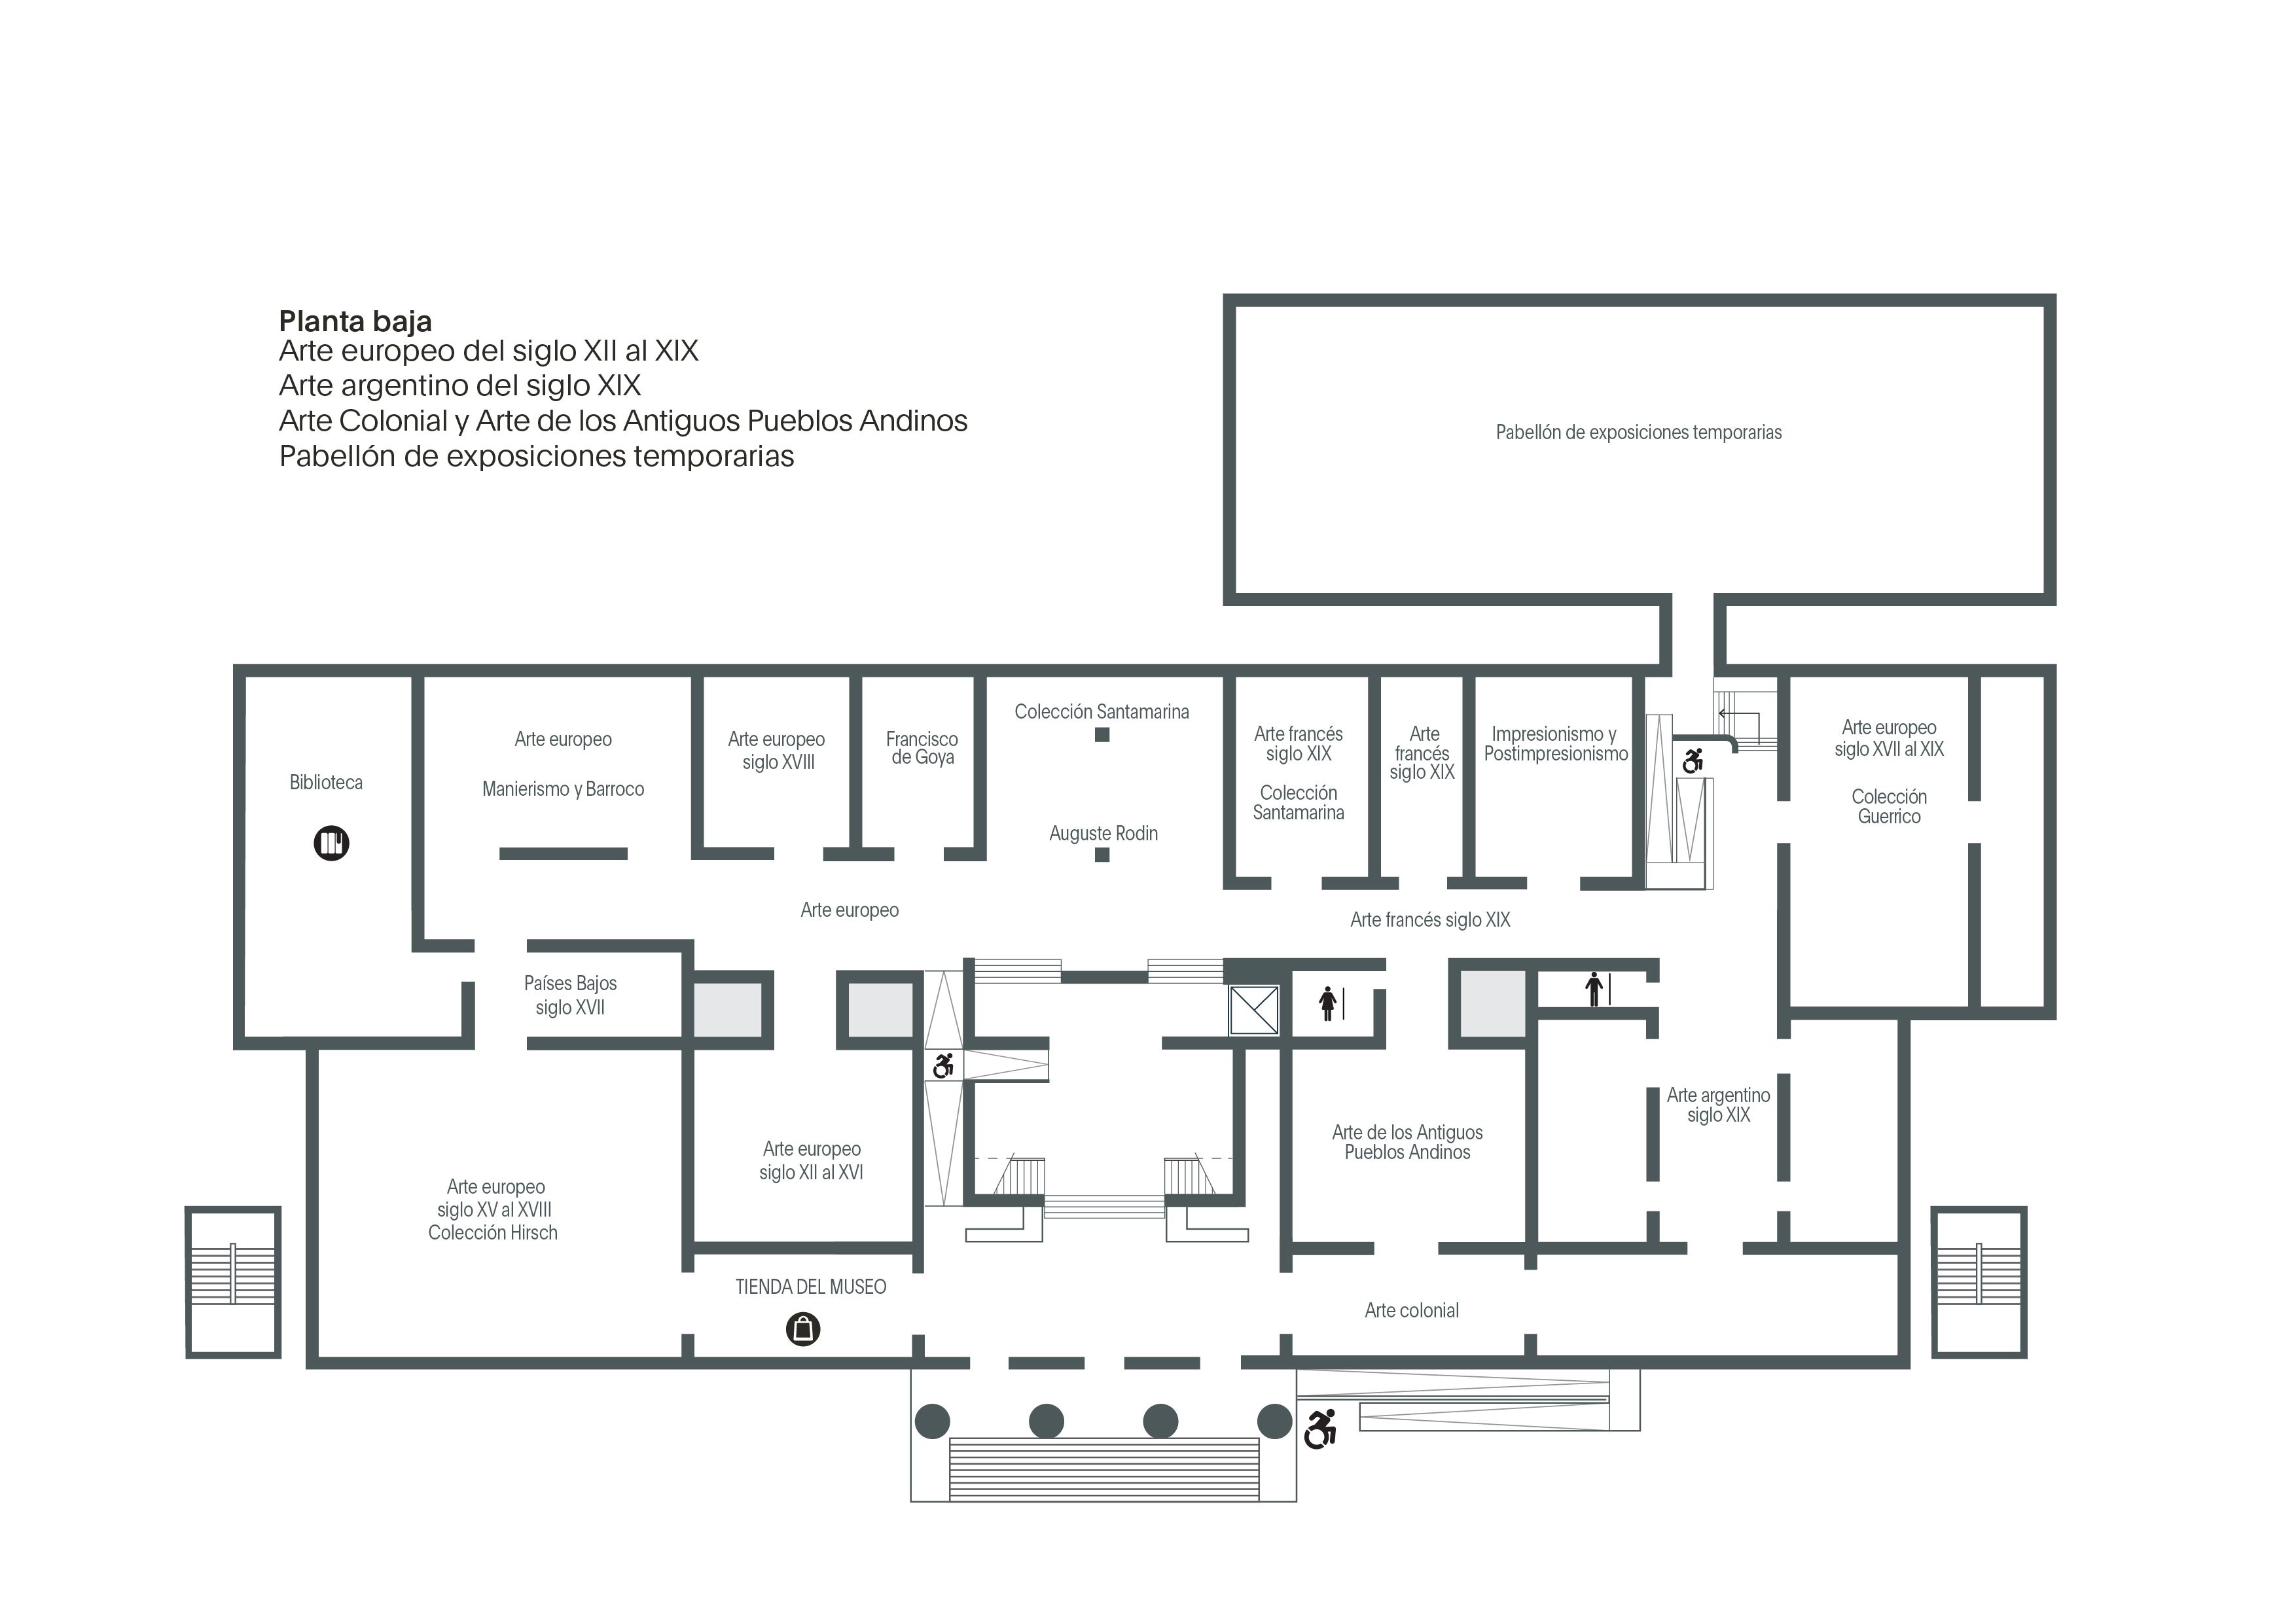 Planta baja
Arte europeo del siglo XII al XIX
Arte argentino del siglo XIX
Arte Colonial y Arte de los Antiguos Pueblos Andinos
Pabellón de exposiciones temporarias
Pabellón de exposiciones temporarias
Biblioteca
Arte europeo
Manierismo y Barroco
Arte europeo
siglo XVIII
Francisco
de Goya
Colección Santamarina
Auguste Rodin
Arte francés
siglo XIX
Colección
Santamarina
Arte
francés
siglo XIX
Impresionismo y
Postimpresionismo
Arte europeo
siglo XVII al XIX
Colección
Guerrico
Arte europeo
Arte francés siglo XIX
Países Bajos
siglo XVII
Arte europeo
siglo XV al XVIII
Colección Hirsch
Arte europeo
siglo XII al XVI
Arte de los Antiguos
Pueblos Andinos
Arte argentino
siglo XIX
TIENDA DEL MUSEO
Arte colonial